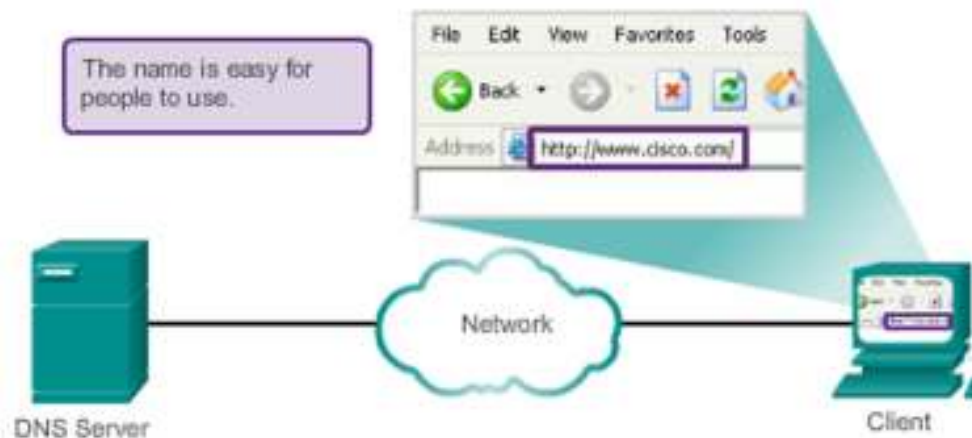 The name is easy for
people to use.
File Edit View Favorites Tools
Back
Address http://www.cisco.com/
Network
DNS Server
Client